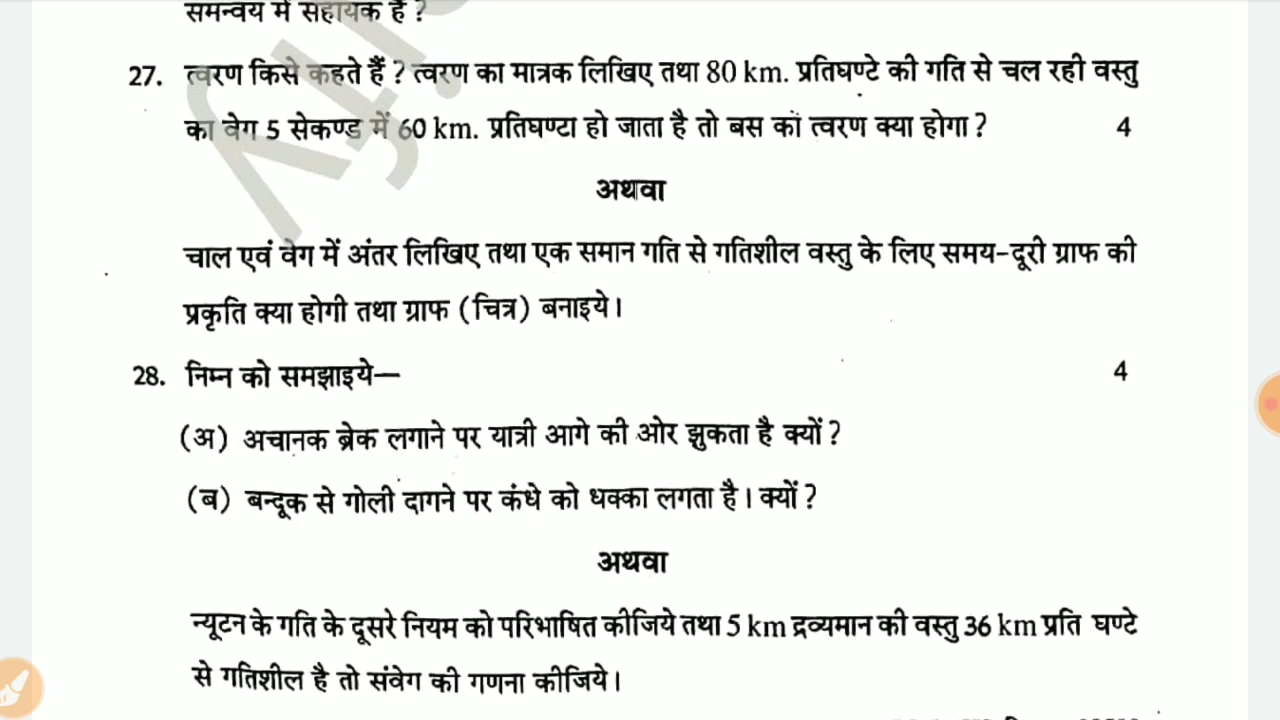 समन्वय में सहायक हैं ?
27. त्वरण किसे कहते हैं ? त्वरण का मात्रक लिखिए तथा 80 km. प्रतिघण्टे की गति से चल रही वस्तु
का वेग 5 सेकण्ड में 60 km. प्रतिघण्टा हो जाता है तो बस का त्वरण क्या होगा ? 4
अथवा
चाल एवं वेग में अंतर लिखिए तथा एक समान गति से गतिशील वस्तु के लिए समय-दूरी ग्राफ की
प्रकृति क्या होगी तथा ग्राफ (चित्र) बनाइये।
28. निम्न को समझाइये— 4
(अ) अचानक ब्रेक लगाने पर यात्री आगे की ओर झुकता है क्यों ?
(ब) बन्दूक से गोली दागने पर कंधे को धक्का लगता है। क्यों ?
अथवा
न्यूटन के गति के दूसरे नियम को परिभाषित कीजिये तथा 5 km द्रव्यमान की वस्तु 36 km प्रति घण्टे
से गतिशील है तो संवेग की गणना कीजिये।